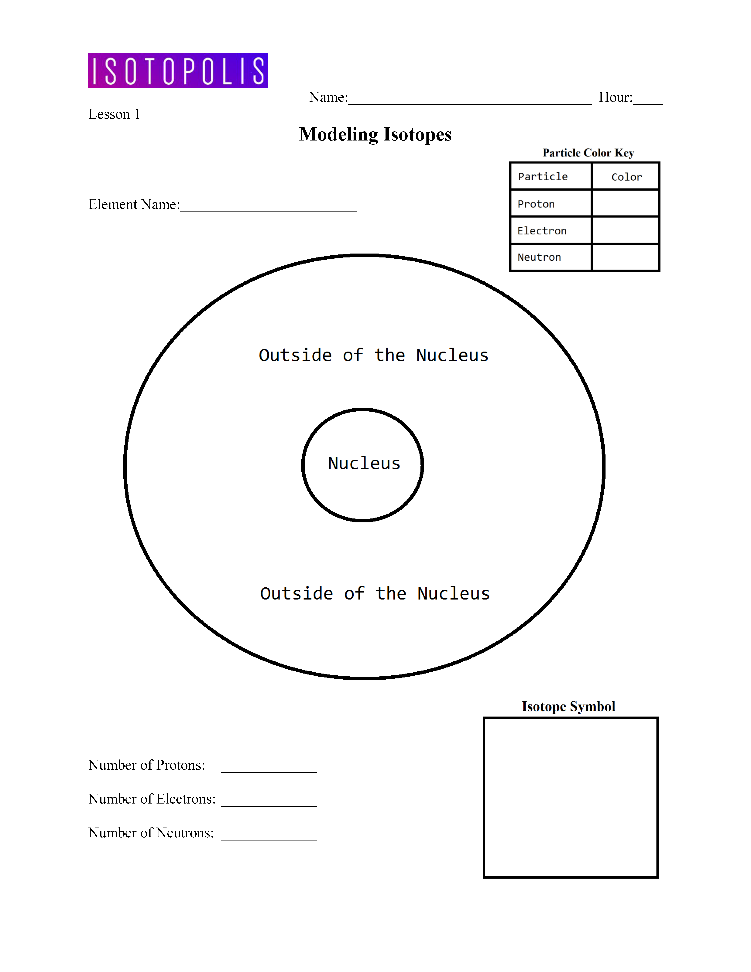 ISOTOPOLIS
Name:______________________________ Hour:____
Lesson 1
Modeling Isotopes
Particle Color Key
Particle Color
Element Name:______________________
Proton
Electron
Neutron
Outside of the Nucleus
Nucleus
Outside of the Nucleus
Isotope Symbol
Number of Protons: ____________
Number of Electrons: ____________
Number of Neutrons: ____________